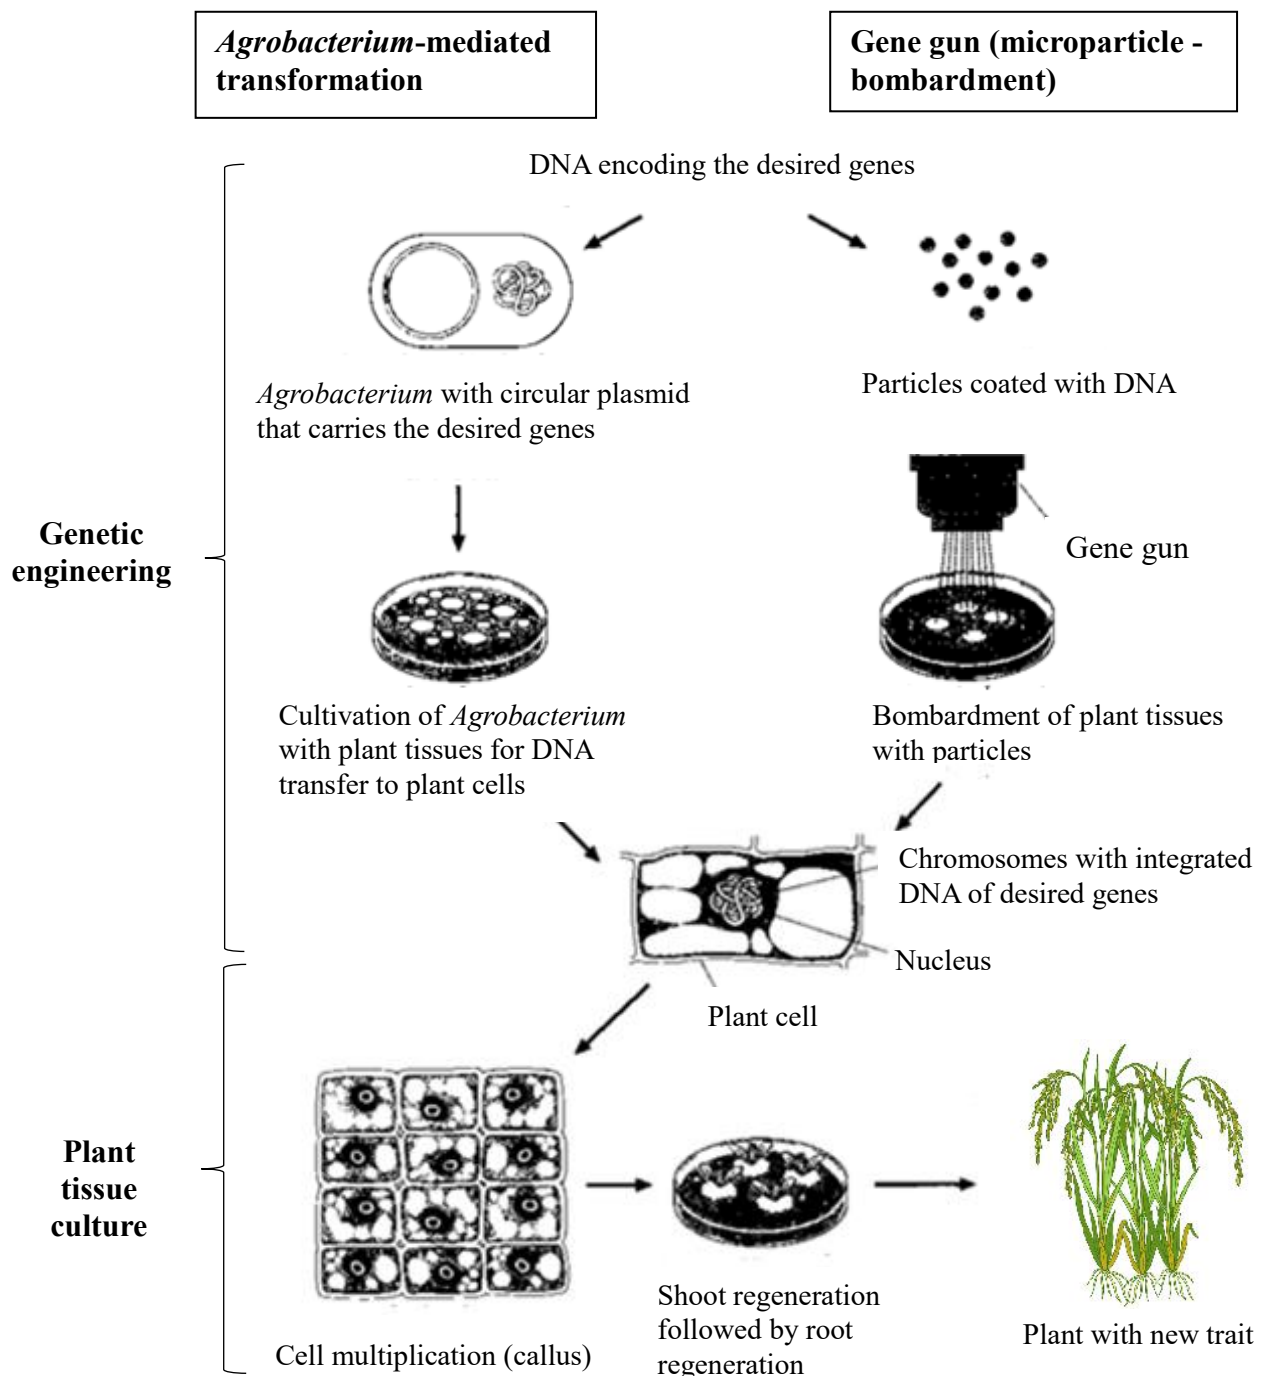 Agrobacterium-mediated
transformation
Gene gun (microparticle -
bombardment)
DNA encoding the desired genes
Agrobacterium with circular plasmid
that carries the desired genes
Particles coated with DNA
Genetic
engineering
Gene gun
Cultivation of Agrobacterium
with plant tissues for DNA
transfer to plant cells
Bombardment of plant tissues
with particles
Chromosomes with integrated
DNA of desired genes
Nucleus
Plant cell
Plant
tissue
culture
Cell multiplication (callus)
Shoot regeneration
followed by root
regeneration
Plant with new trait